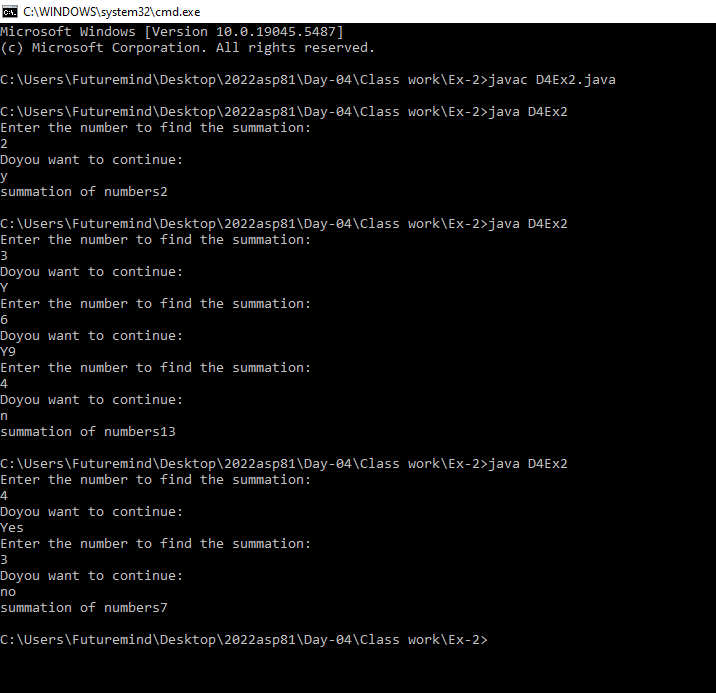 C:\WINDOWS\system32\cmd.exe
Microsoft Windows [Version 10.0.19045.5487]
(c) Microsoft Corporation. All rights reserved.
C:\Users\Futuremind\Desktop\2022asp81\Day-04\Class work\Ex-2>javac D4Ex2.java
C:\Users\Futuremind\Desktop\2022asp81\Day-04\Class work\Ex-2>java D4Ex2
Enter the number to find the summation:
2
Doyou want to continue:
y
summation of numbers2
C:\Users\Futuremind\Desktop\2022asp81\Day-04\Class work\Ex-2>java D4Ex2
Enter the number to find the summation:
3
Doyou want to continue:
Y
Enter the number to find the summation:
6
Doyou want to continue:
Y9
Enter the number to find the summation:
4
Doyou want to continue:
n
summation of numbers13
C:\Users\Futuremind\Desktop\2022asp81\Day-04\Class work\Ex-2>java D4Ex2
Enter the number to find the summation:
4
Doyou want to continue:
Yes
Enter the number to find the summation:
3
Doyou want to continue:
no
summation of numbers7
C:\Users\Futuremind\Desktop\2022asp81\Day-04\Class work\Ex-2>